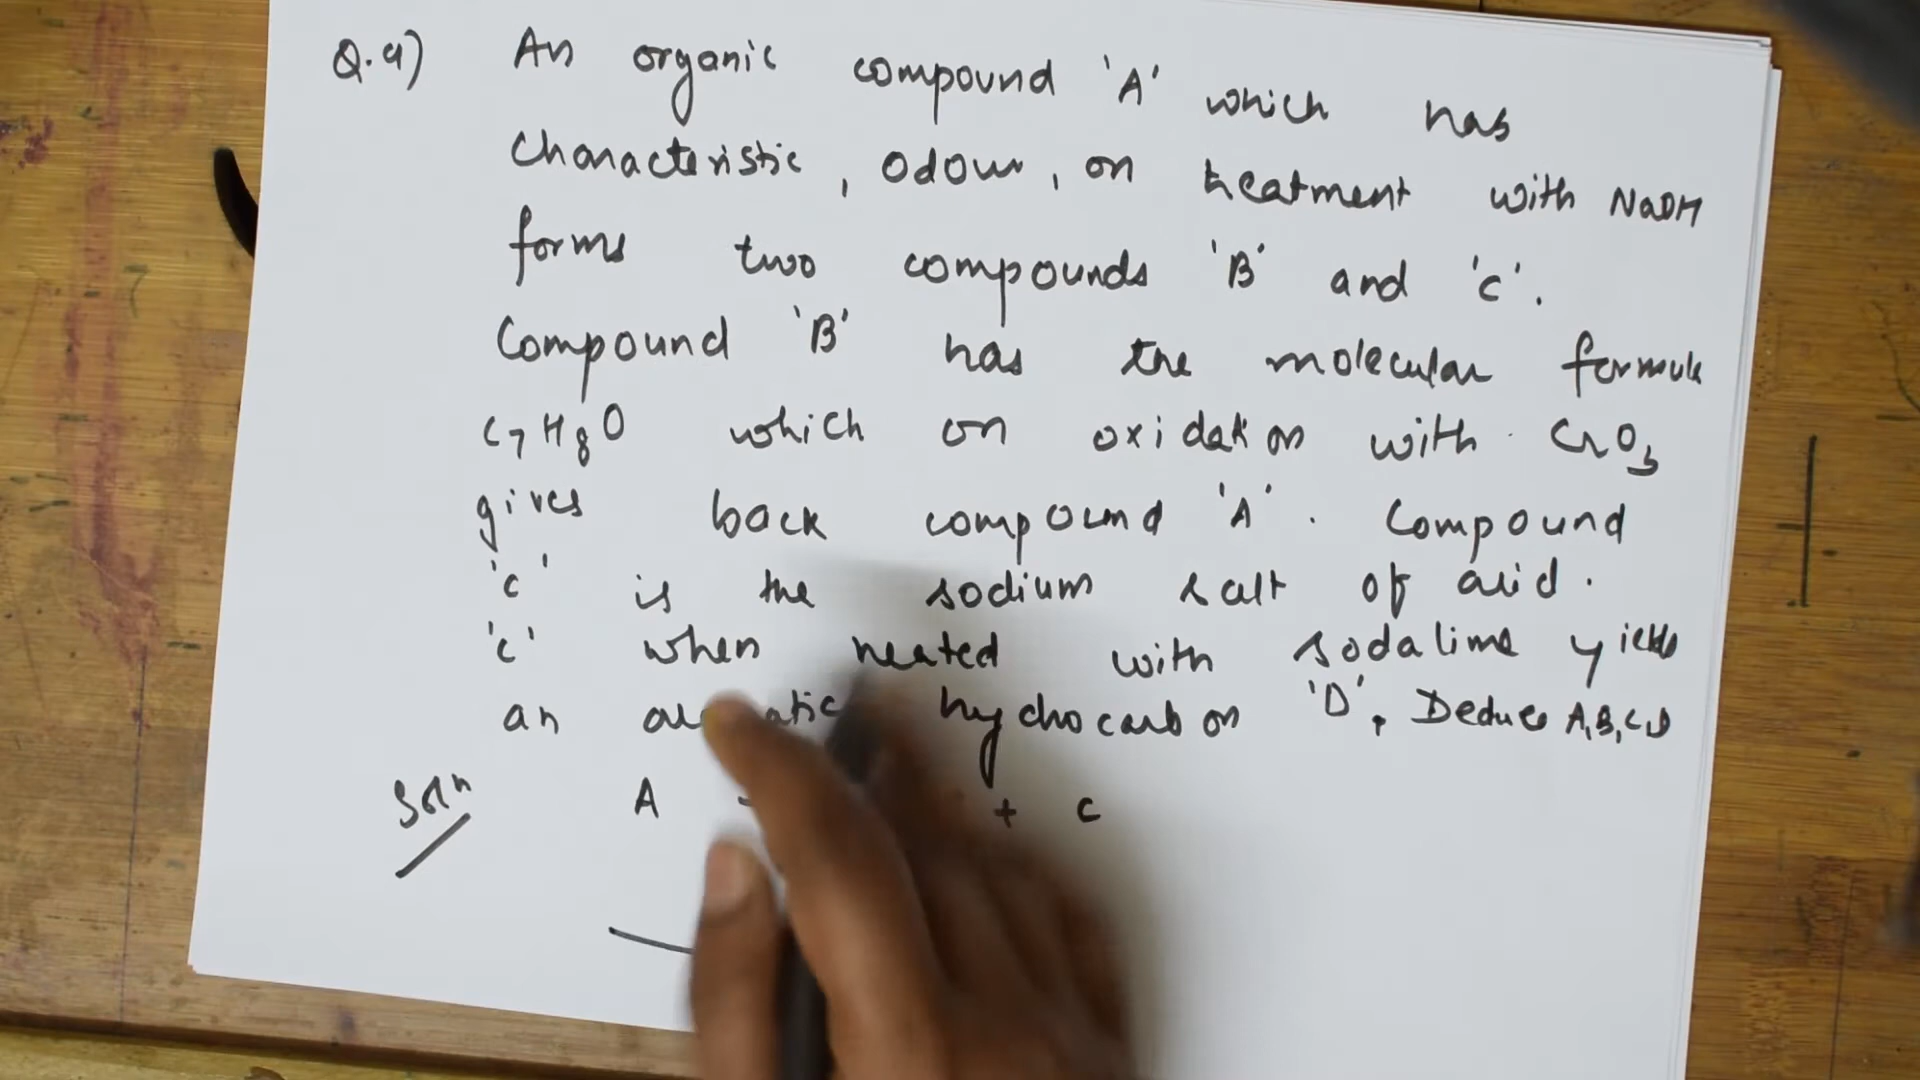 Q.9) An organic compound 'A' which has
characteristic, odour, on treatment with NaOH
forms two compounds 'B' and 'C'.
Compound 'B' has the molecular formula
C7H8O which on oxidation with CrO3
gives back compound 'A'. Compound
'C' is the sodium salt of acid.
'C' when heated with sodalime yields
an hydrocarbon 'D'. Deduce A,B,C,D
Soln A + C